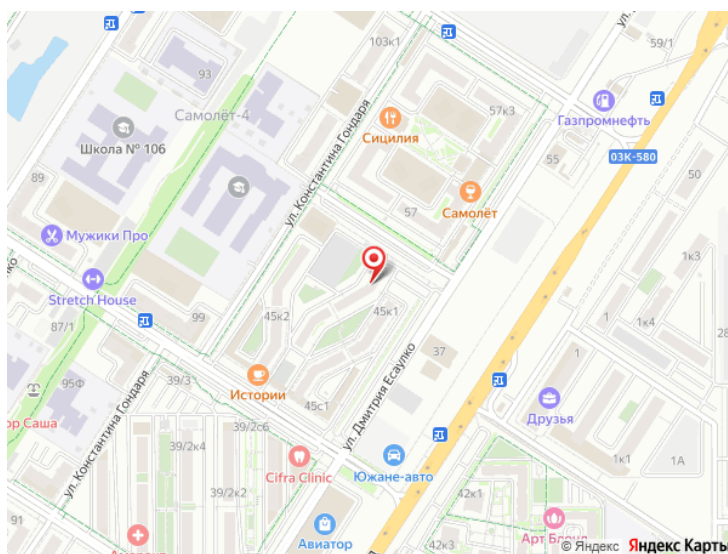 103к1
59/1
93
57к3
Самолёт-4
Газпромнефть
Сицилия
Школа № 106
ул. Константина Гондаря
55
03К-580
50
89
57
Самолёт
Мужики Про
1к3
Stretch House
45к2
45к1
99
87/1
1к4
1
1
37
95Ф
39/3
Истории
45с1
ул. Дмитрия Есаулко
Друзья
ор Саша
ул. Константина Гондаря
39/2с6
39/2к4
Cifra Clinic
Южане-авто
1к1
1А
39/2к2
42к1
91
Авиатор
42к3
Арт Блонд
© Яндекс Яндекс Карты